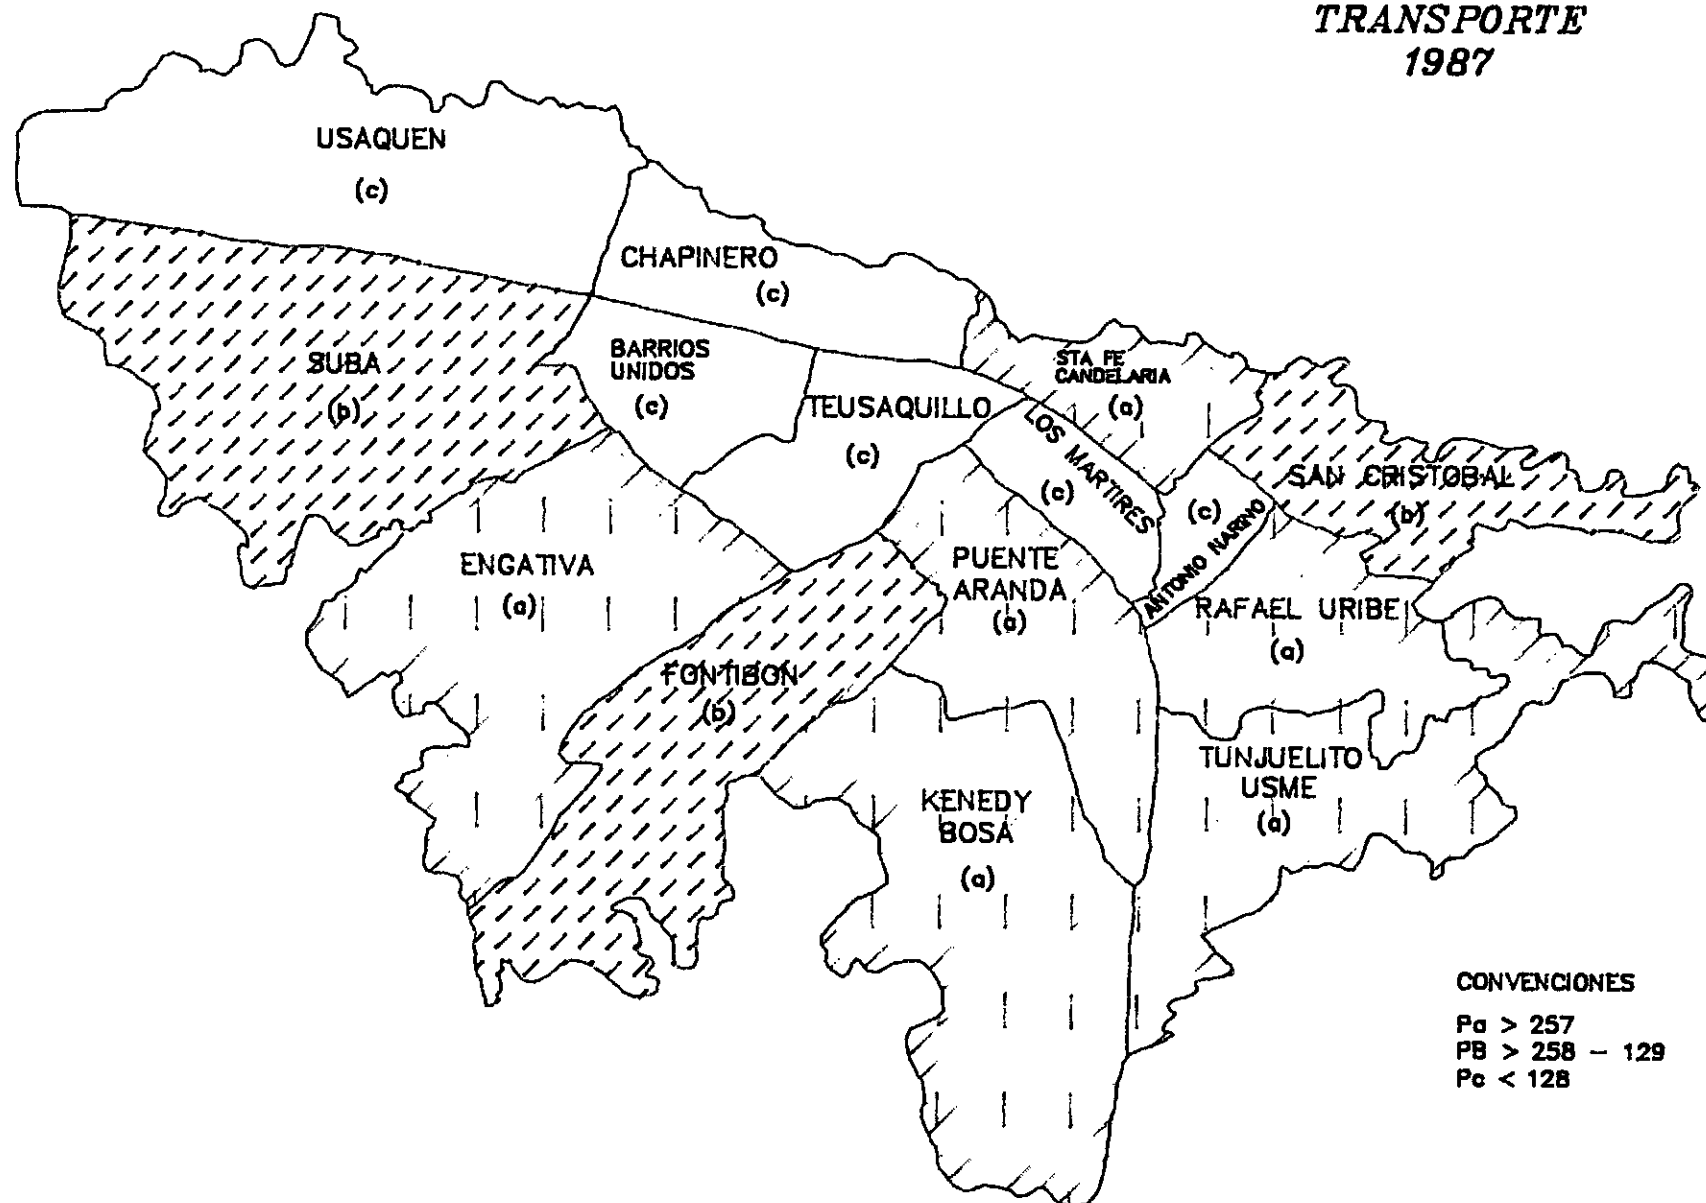 TRANSPORTE
1987
USAQUEN
(c)
CHAPINERO
(c)
SUBA
(b)
BARRIOS
UNIDOS
(c)
TEUSAQUILLO
(c)
STA FE
CANDELARIA
(a)
LOS MARTIRES
(c)
SAN CRISTOBAL
(b)
(c)
ANTONIO NARINO
ENGATIVA
(a)
PUENTE
ARANDA
(a)
RAFAEL URIBE
(a)
FONTIBON
(b)
TUNJUELITO
USME
(a)
KENEDY
BOSA
(a)
CONVENCIONES
Pa > 257
PB > 258 - 129
Pc < 128